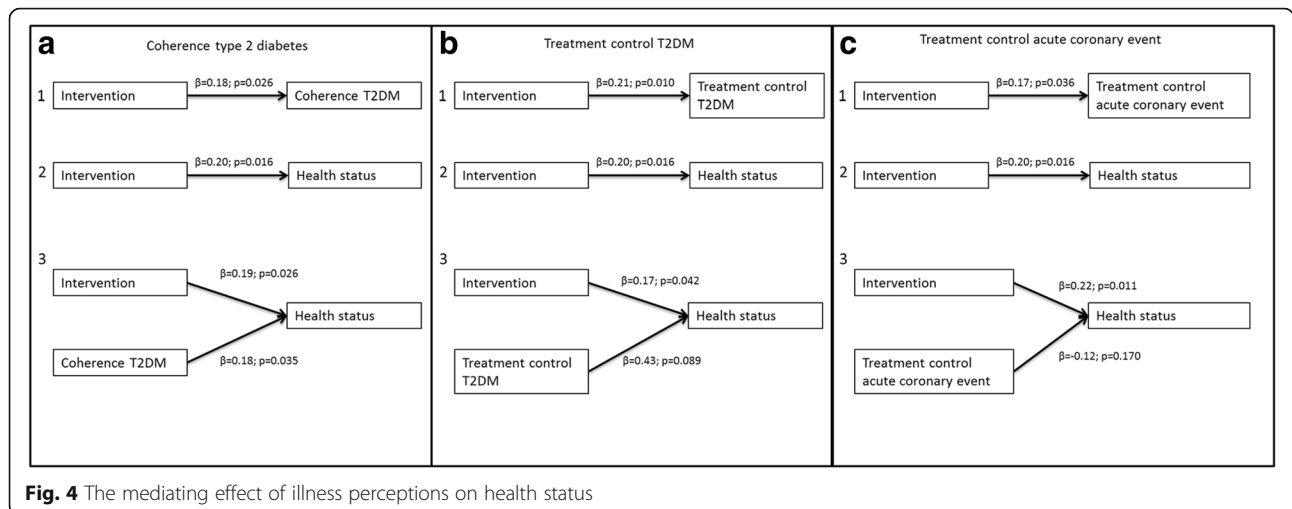 a
Coherence type 2 diabetes
1
Intervention
β=0.18; p=0.026
Coherence T2DM
2
Intervention
β=0.20; p=0.016
Health status
3
Intervention
β=0.19; p=0.026
Health status
Coherence T2DM
β=0.18; p=0.035
b
Treatment control T2DM
1
Intervention
β=0.21; p=0.010
Treatment control
T2DM
2
Intervention
β=0.20; p=0.016
Health status
3
Intervention
β=0.17; p=0.042
Health status
Treatment control
T2DM
β=0.43; p=0.089
c
Treatment control acute coronary event
1
Intervention
β=0.17; p=0.036
Treatment control
acute coronary event
2
Intervention
β=0.20; p=0.016
Health status
3
Intervention
β=0.22; p=0.011
Health status
Treatment control
acute coronary event
β=-0.12; p=0.170
Fig. 4 The mediating effect of illness perceptions on health status